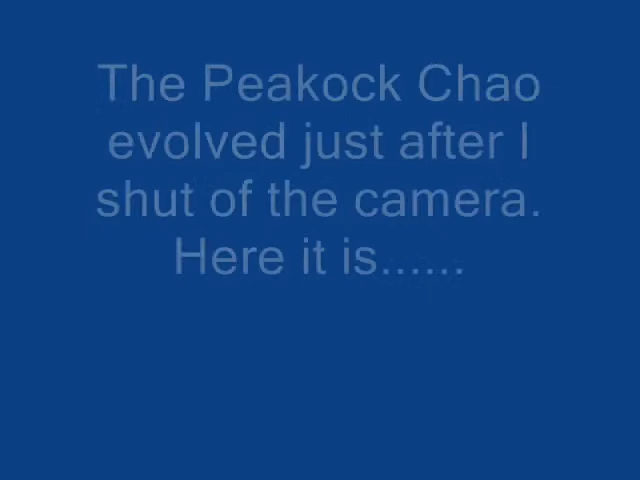 The Peakock Chao
evolved just after I
shut of the camera.
Here it is......